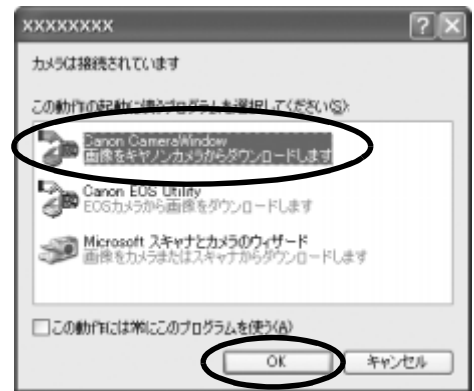 XXXXXXXX
カメラは接続されています
この動作の起動に使うプログラムを選択してください(S):
Canon CameraWindow
画像をキヤノンカメラからダウンロードします
Canon EOS Utility
EOSカメラから画像をダウンロードします
Microsoft スキャナとカメラのウィザード
画像をカメラまたはスキャナからダウンロードします
この動作には常にこのプログラムを使う(A)
OK キャンセル